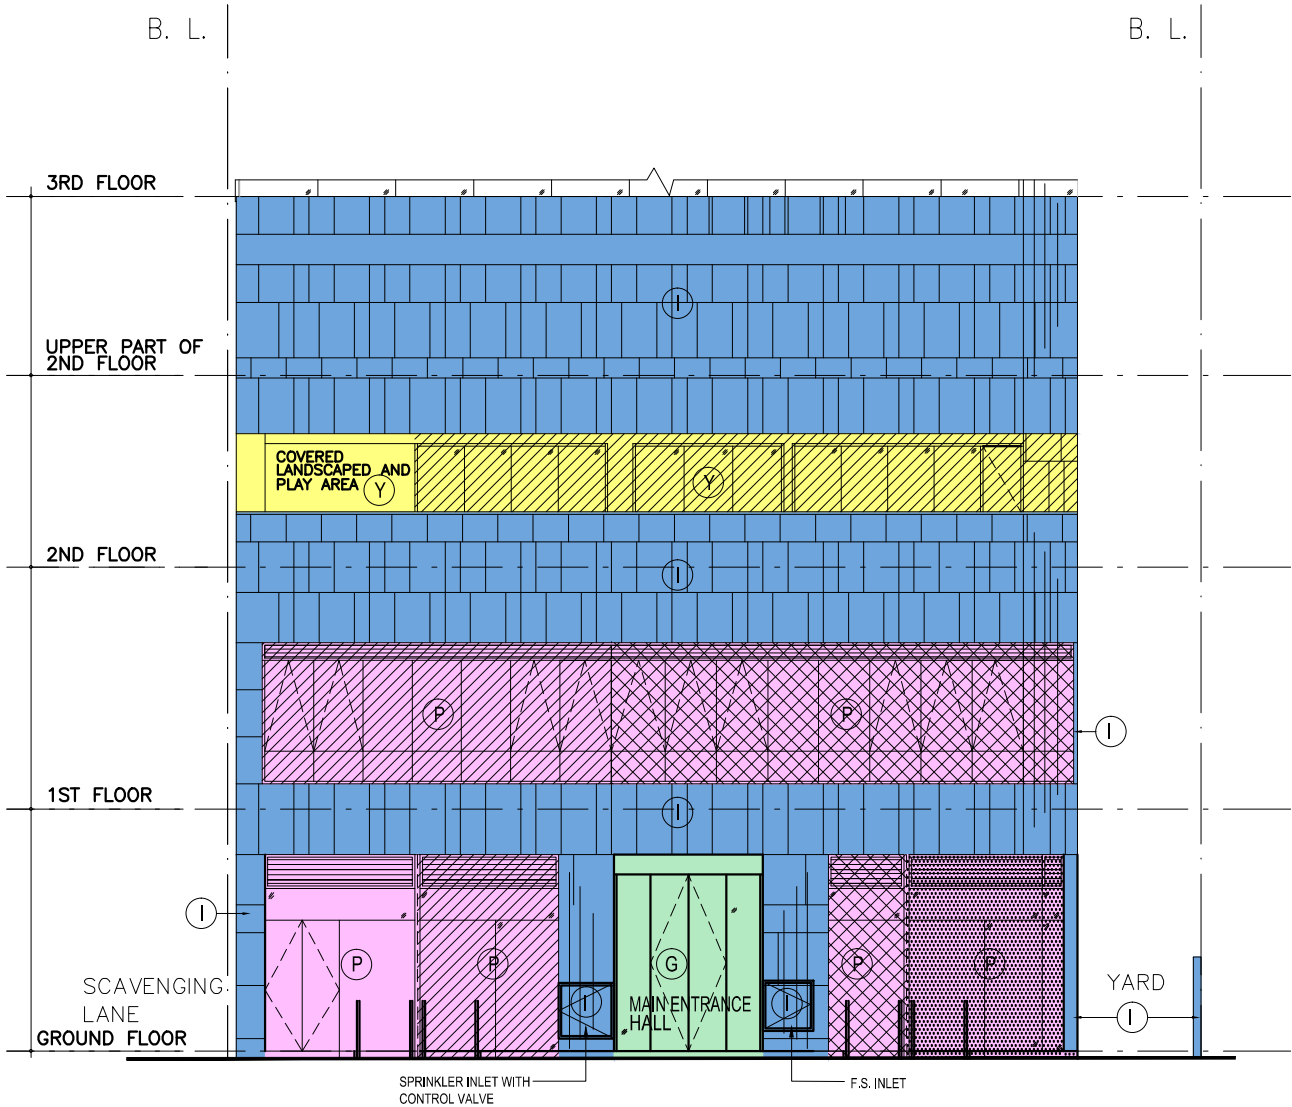 B. L.
B. L.
3RD FLOOR
I
UPPER PART OF
2ND FLOOR
COVERED
LANDSCAPED AND
PLAY AREA
Y
Y
2ND FLOOR
I
P
P
I
1ST FLOOR
I
I
P
P
G
P
P
SCAVENGING
LANE
I
MAIN ENTRANCE
HALL
I
YARD
I
GROUND FLOOR
SPRINKLER INLET WITH
CONTROL VALVE
F.S. INLET